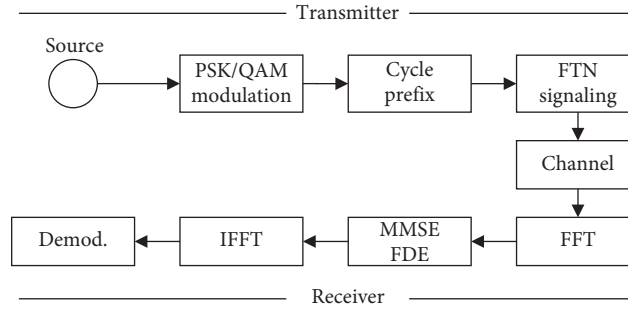 Transmitter
Source
PSK/QAM
modulation
Cycle
prefix
FTN
signaling
Channel
Demod.
IFFT
MMSE
FDE
FFT
Receiver